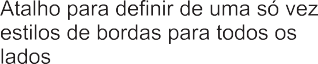 Atalho para definir de uma só vez
estilos de bordas para todos os
lados